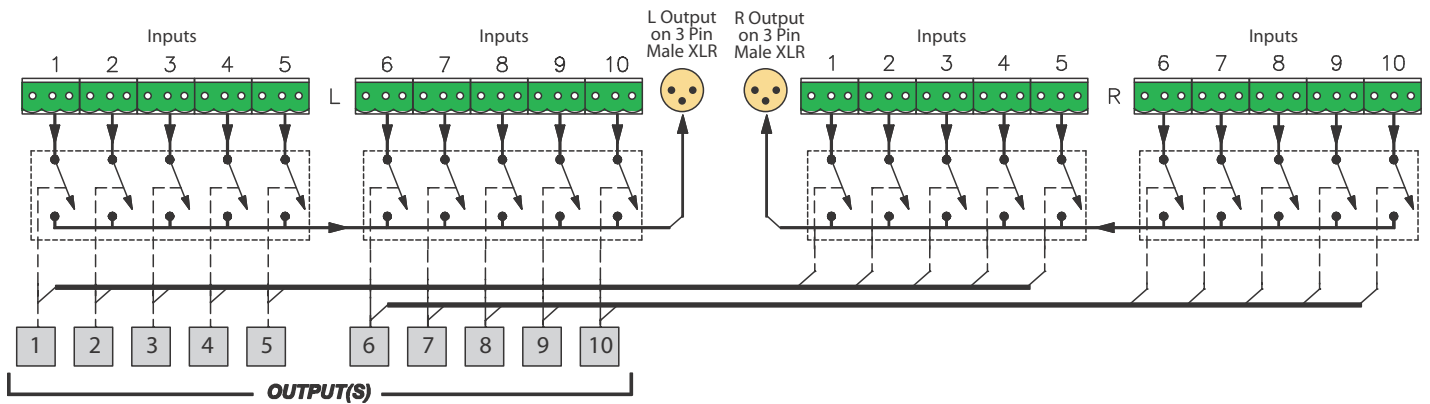 L Output
on 3 Pin
Male XLR
R Output
on 3 Pin
Male XLR
Inputs
Inputs
Inputs
Inputs
1 2 3 4 5
6 7 8 9 10
1 2 3 4 5
6 7 8 9 10
L
R
1 2 3 4 5 6 7 8 9 10
OUTPUT(S)